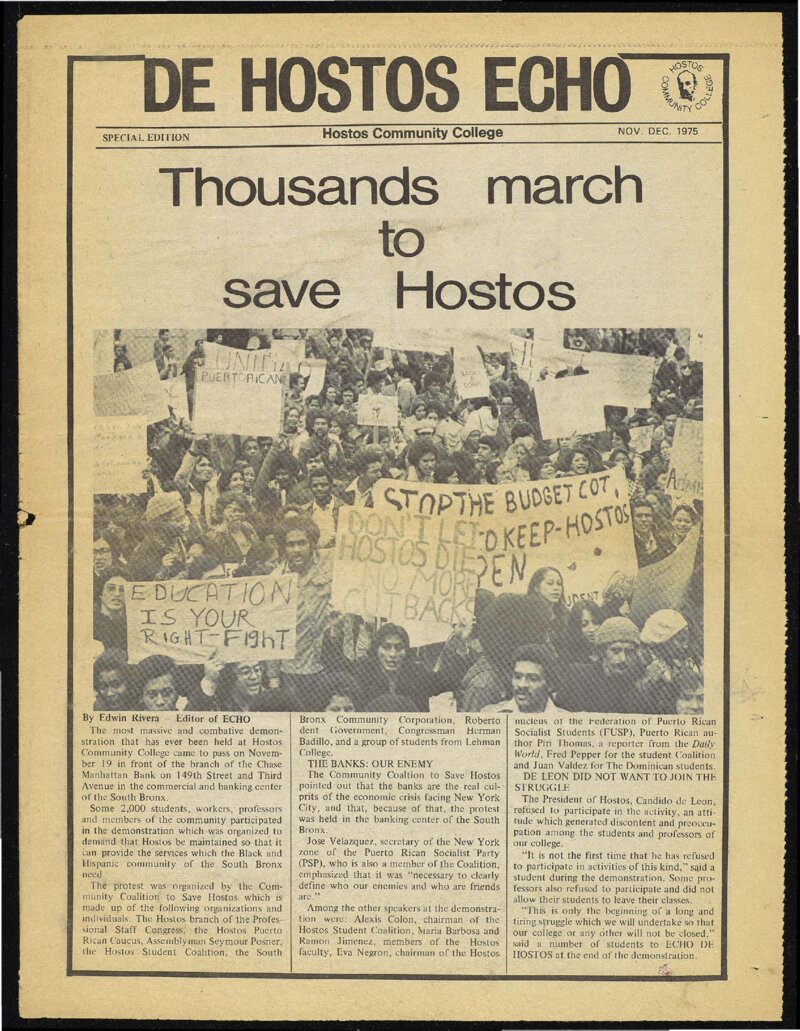 DE HOSTOS ECHO
HOSTOS COMMUNITY COLLEGE
SPECIAL EDITION
Hostos Community College
NOV. DEC. 1975
Thousands march
to
save Hostos
PUERTORICAN
STOP THE BUDGET COT,
KEEP-HOSTOS
DON'T LET
HOSTOS DIE
NO MORE
CUTBACKS
EDUCATION
IS YOUR
RIGHT-FIGHT
By Edwin Rivera Editor of ECHO
The most massive and combative demon-
stration that has ever been held at Hostos
Community College came to pass on Novem-
ber 19 in front of the branch of the Chase
Manhattan Bank on 149th Street and Third
Avenue in the commercial and banking center
of the South Bronx.
Some 2,000 students, workers, professors
and members of the community participated
in the demonstration which was organized to
demand that Hostos be maintained so that it
can provide the services which the Black and
Hispanic community of the South Bronx
need.
The protest was organized by the Com-
munity Coalition to Save Hostos which is
made up of the following organizations and
individuals: The Hostos branch of the Profes-
sional Staff Congress, the Hostos Puerto
Rican Caucus, Assemblyman Seymour Posner,
the Hostos Student Coalition, the South
Bronx Community Corporation, Roberto
dent Government, Congressman Herman
Badillo, and a group of students from Lehman
College.
THE BANKS: OUR ENEMY
The Community Coaltion to Save Hostos
pointed out that the banks are the real cul-
prits of the economic crisis facing New York
City, and that, because of that, the protest
was held in the banking center of the South
Bronx.
Jose Velazquez, secretary of the New York
zone of the Puerto Rican Socialist Party
(PSP), who is also a member of the Coalition,
emphasized that it was "necessary to clearly
define who our enemies and who are friends
are."
Among the other speakers at the demonstra-
tion were: Alexis Colon, chairman of the
Hostos Student Coalition, Maria Barbosa and
Ramon Jimenez, members of the Hostos
faculty, Eva Negron, chairman of the Hostos
nucleus of the Federation of Puerto Rican
Socialist Students (FUSP), Puerto Rican au-
thor Piri Thomas, a reporter from the Daily
World, Fred Pepper for the student Coalition
and Juan Valdez for The Dominican students.
DE LEON DID NOT WANT TO JOIN THE
STRUGGLE
The President of Hostos, Candido de Leon,
refused to participate in the activity, an atti-
tude which generated discontent and preoccu-
pation among the students and professors of
our college.
"It is not the first time that he has refused
to participate in activities of this kind," said a
student during the demonstration. Some pro-
fessors also refused to participate and did not
allow their students to leave their classes.
"This is only the beginning of a long and
tiring struggle which we will undertake so that
our college or any other will not be closed,"
said a number of students to ECHO DE
HOSTOS at the end of the demonstration.